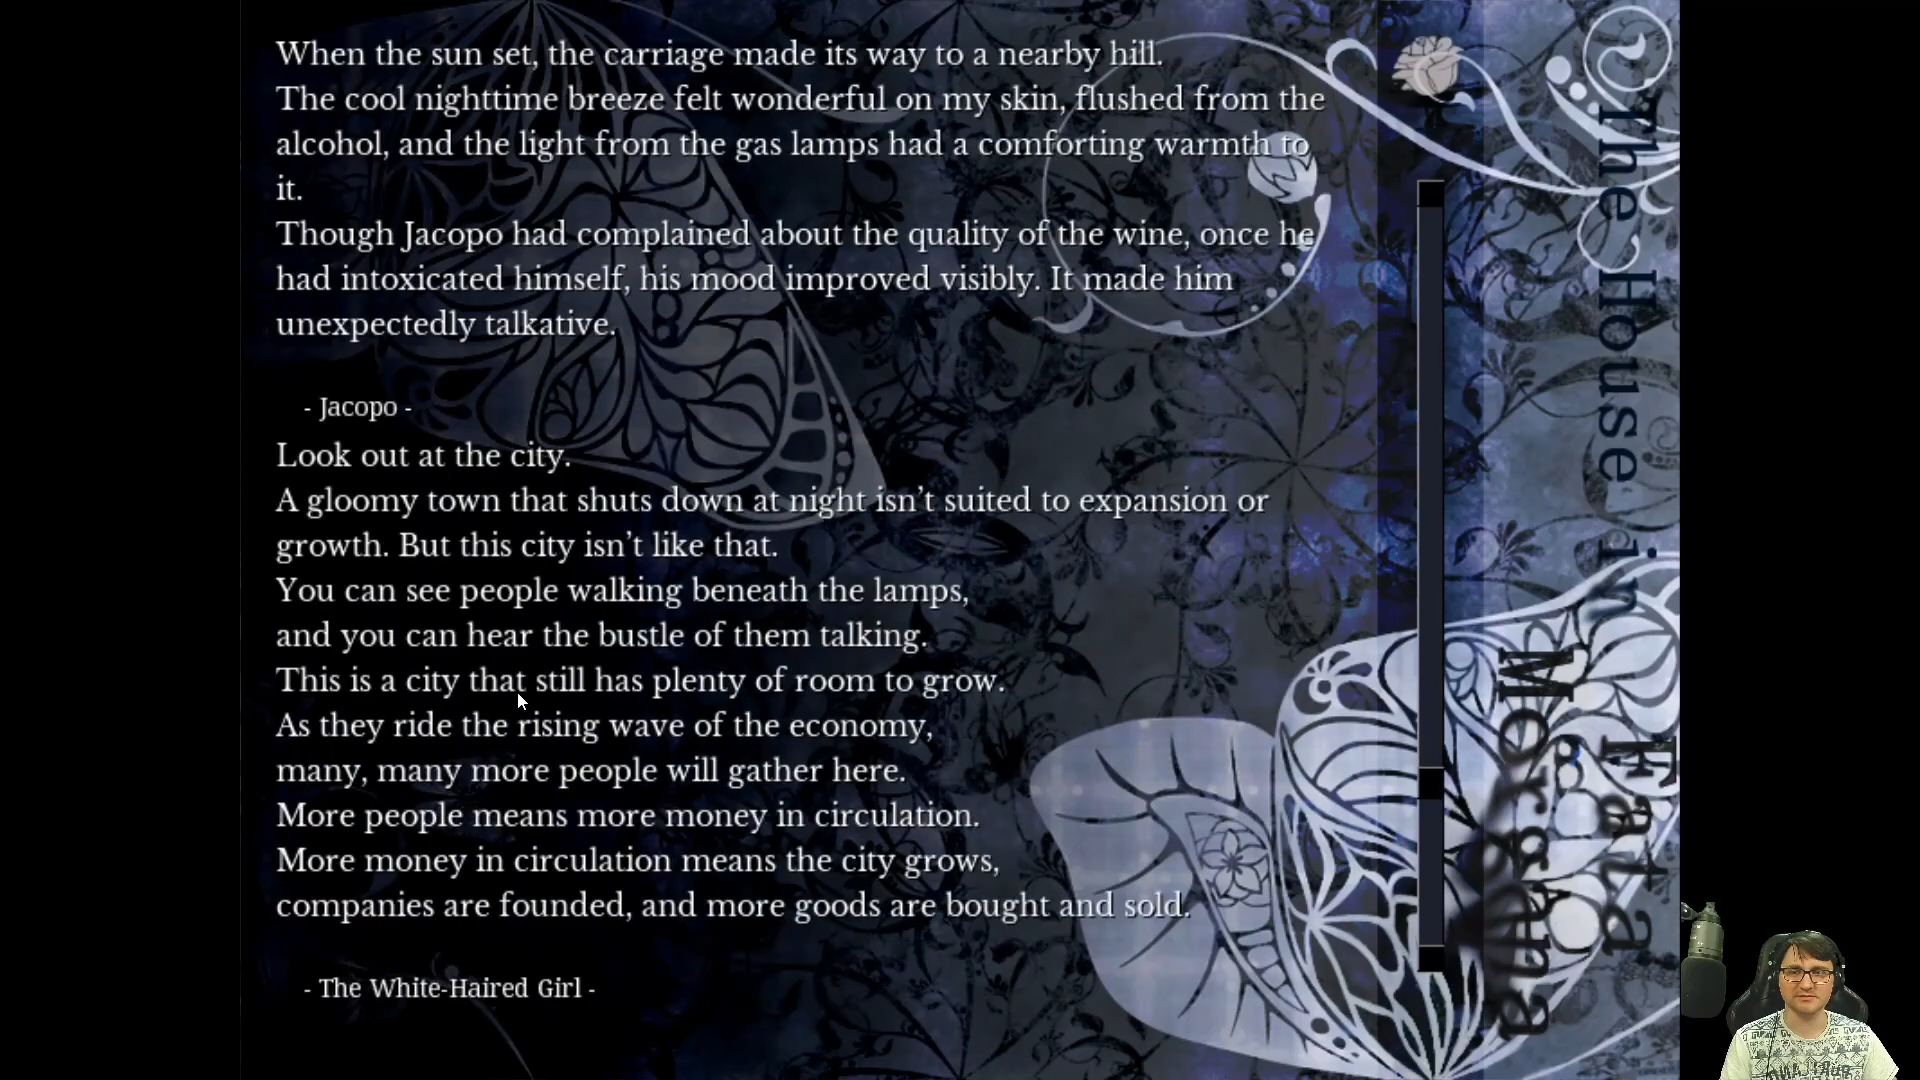 When the sun set, the carriage made its way to a nearby hill.
The cool nighttime breeze felt wonderful on my skin, flushed from the
alcohol, and the light from the gas lamps had a comforting warmth to
it.
Though Jacopo had complained about the quality of the wine, once he
had intoxicated himself, his mood improved visibly. It made him
unexpectedly talkative.
- Jacopo -
Look out at the city.
A gloomy town that shuts down at night isn't suited to expansion or
growth. But this city isn't like that.
You can see people walking beneath the lamps,
and you can hear the bustle of them talking.
This is a city that still has plenty of room to grow.
As they ride the rising wave of the economy,
many, many more people will gather here.
More people means more money in circulation.
More money in circulation means the city grows,
companies are founded, and more goods are bought and sold.
- The White-Haired Girl -
The House in
Fata
Morgana